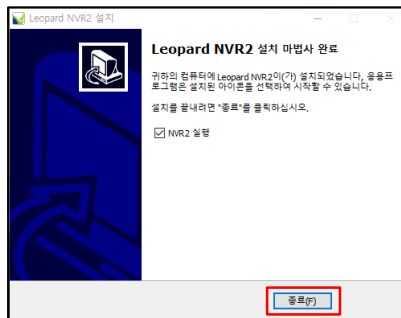 Leopard NVR2 설치
Leopard NVR2 설치 마법사 완료
귀하의 컴퓨터에 Leopard NVR2이(가) 설치되었습니다, 응용프
로그램은 설치된 아이콘을 선택하여 시작할 수 있습니다.
설치를 끝내려면 "종료"를 클릭하십시오.
NVR2 실행
종료(F)